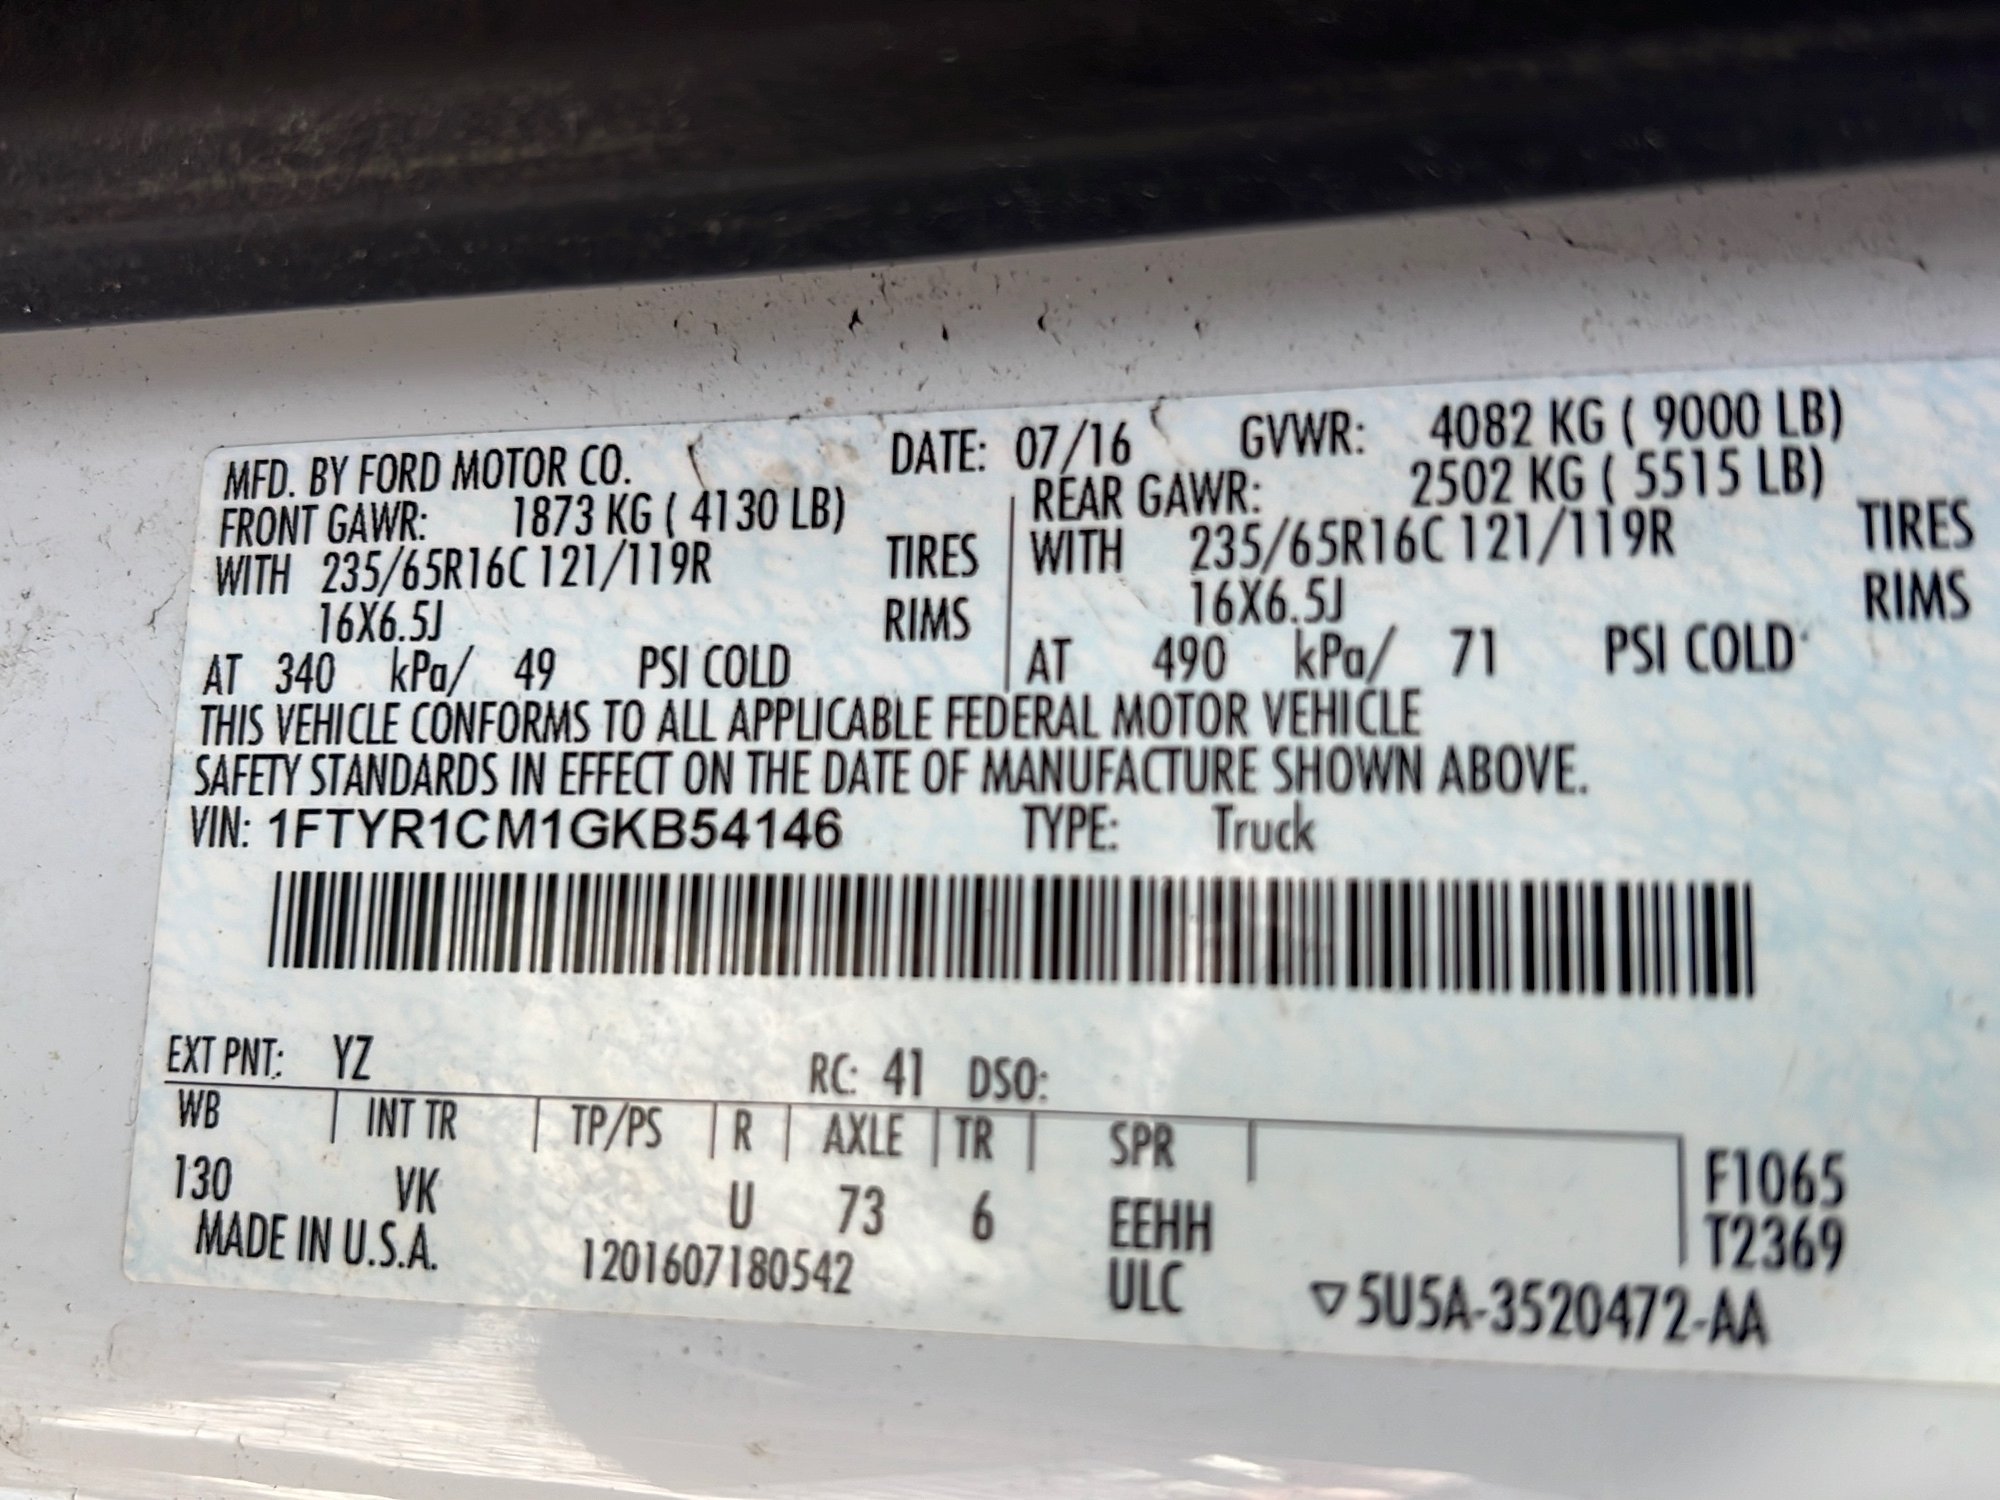 MFD. BY FORD MOTOR CO. DATE: 07/16 GVWR: 4082 KG ( 9000 LB)
FRONT GAWR: 1873 KG ( 4130 LB) REAR GAWR: 2502 KG ( 5515 LB)
WITH 235/65R16C 121/119R TIRES WITH 235/65R16C 121/119R TIRES
16X6.5J RIMS 16X6.5J RIMS
AT 340 kPa/ 49 PSI COLD AT 490 kPa/ 71 PSI COLD
THIS VEHICLE CONFORMS TO ALL APPLICABLE FEDERAL MOTOR VEHICLE
SAFETY STANDARDS IN EFFECT ON THE DATE OF MANUFACTURE SHOWN ABOVE.
VIN: 1FTYR1CM1GKB54146 TYPE: Truck
EXT PNT: YZ RC: 41 DSO:
WB INT TR TP/PS R AXLE TR SPR F1065
130 VK U 73 6 EEHH T2369
MADE IN U.S.A. 1201607180542 ULC ▽5U5A-3520472-AA